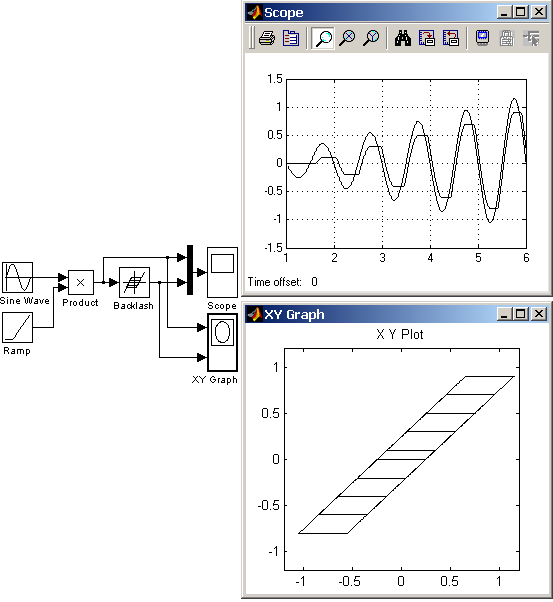 Scope
1.5
1
0.5
0
-0.5
-1
-1.5
1 2 3 4 5 6
Time offset: 0
Sine Wave
×
Product
Backlash
Scope
Ramp
XY Graph
XY Graph
X Y Plot
1
0.5
0
-0.5
-1
-1 -0.5 0 0.5 1